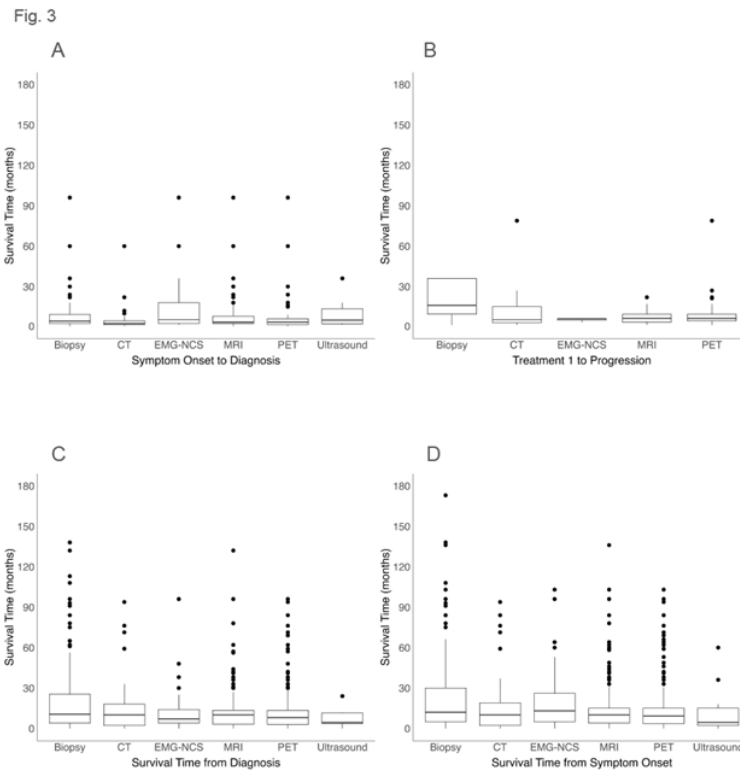 Fig. 3
A
Survival Time (months)
180
150
120
90
60
30
0
Biopsy CT EMG-NCS MRI PET Ultrasound
Symptom Onset to Diagnosis
B
Survival Time (months)
180
150
120
90
60
30
0
Biopsy CT EMG-NCS MRI PET
Treatment 1 to Progression
C
Survival Time (months)
180
150
120
90
60
30
0
Biopsy CT EMG-NCS MRI PET Ultrasound
Survival Time from Diagnosis
D
Survival Time (months)
180
150
120
90
60
30
0
Biopsy CT EMG-NCS MRI PET Ultrasound
Survival Time from Symptom Onset